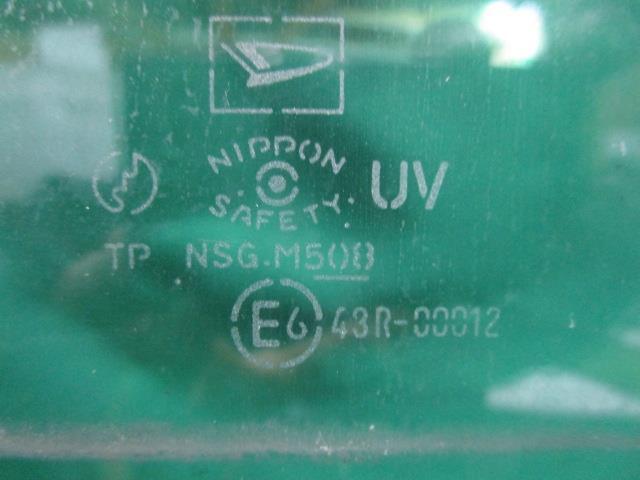 NIPPON
SAFETY
UV
TP NSG.M508
E6 43R-00012